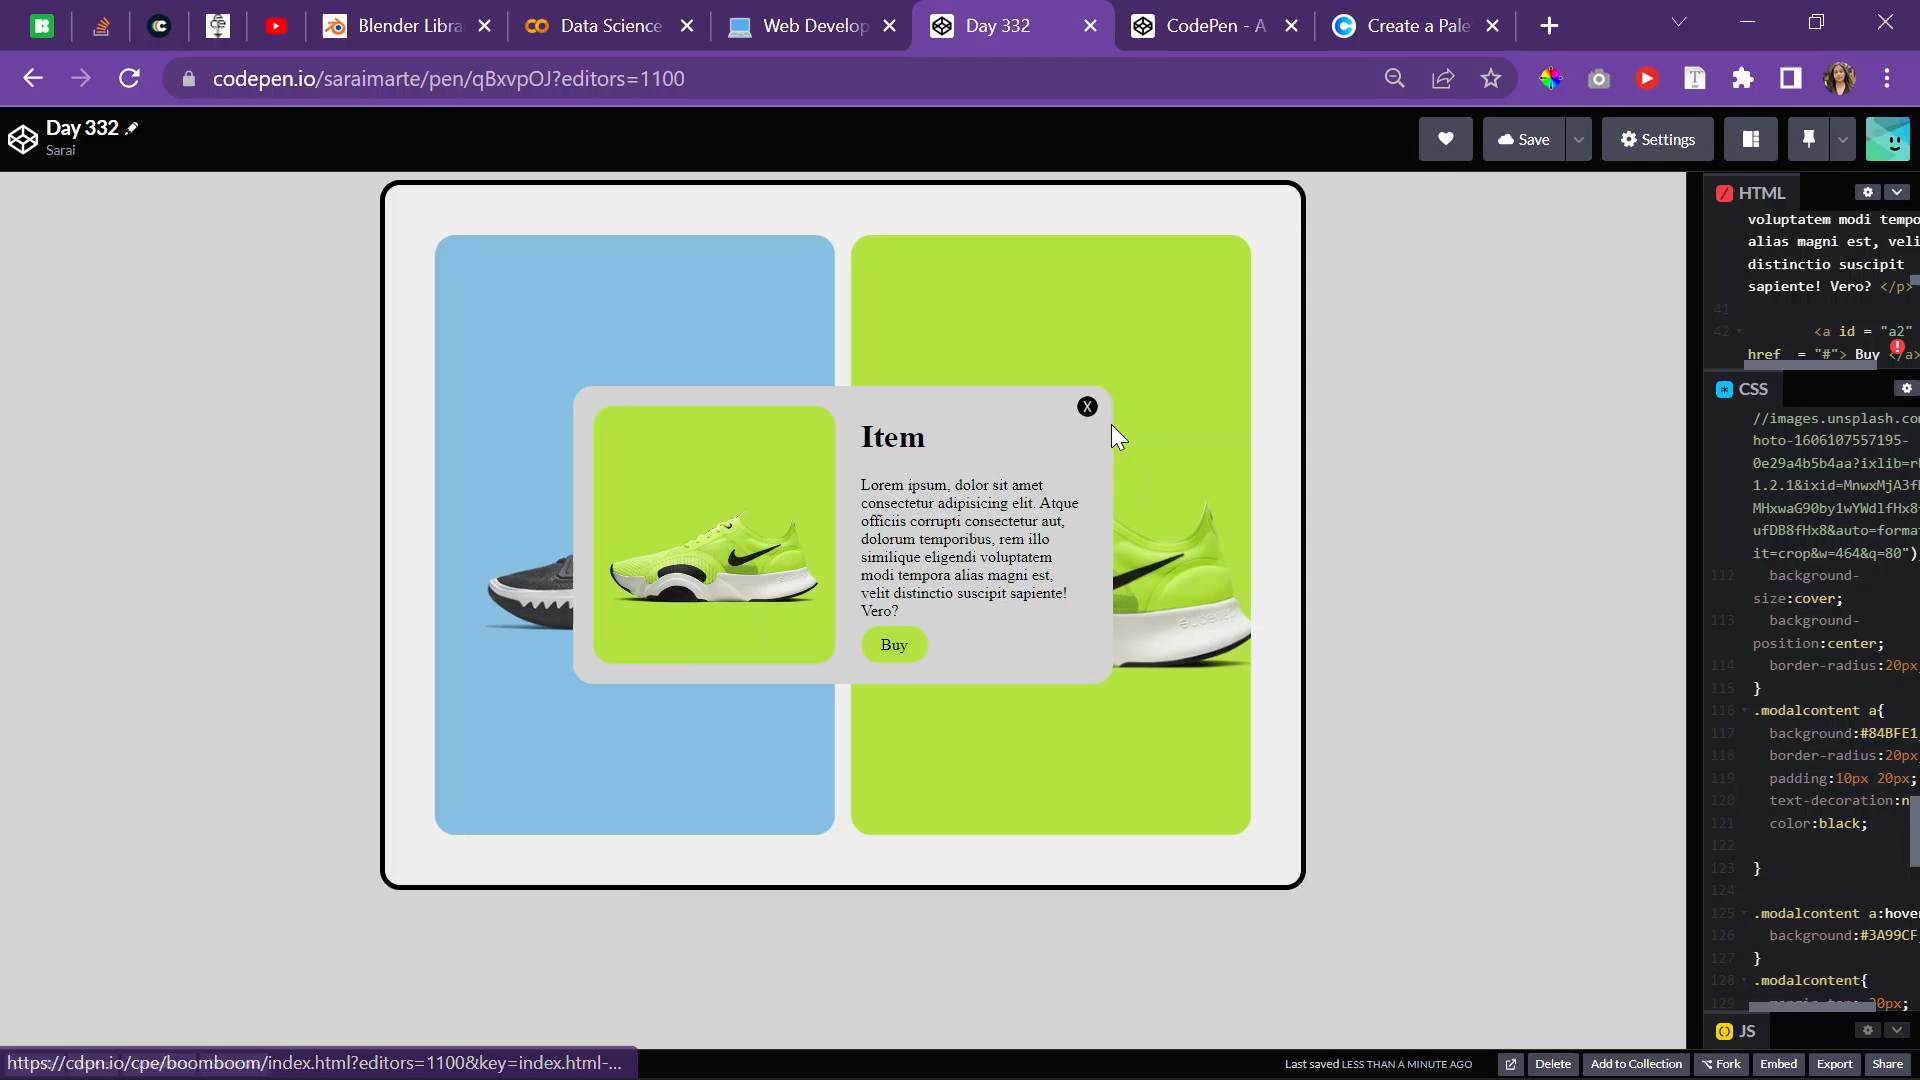 Blender Libra
Data Science
Web Develop
Day 332
CodePen - A
Create a Pale
codepen.io/saraimarte/pen/qBxvpOJ?editors=1100
Day 332
Sarai
Save
Settings
X
Item
Lorem ipsum, dolor sit amet
consectetur adipisicing elit. Atque
officiis corrupti consectetur aut,
dolorum temporibus, rem illo
similique eligendi voluptatem
modi tempora alias magni est,
velit distinctio suscipit sapiente!
Vero?
Buy
HTML
voluptatem modi tempo
alias magni est, veli
distinctio suscipit
sapiente! Vero? </p>
41
42 <a id = "a2"
href = "#"> Buy </a>
CSS
//images.unsplash.co
hoto-1606107557195-
0e29a4b5b4aa?ixlib=r
1.2.1&ixid=MnwxMjA3f
MHxwaG90by1wYWdlfHx8
ufDB8fHx8&auto=forma
it=crop&w=464&q=80")
112 background-
size:cover;
113 background-
position:center;
114 border-radius:20px
115 }
116 .modalcontent a{
117 background:#84BFE1
118 border-radius:20px
119 padding:10px 20px;
120 text-decoration:n
121 color:black;
122
123 }
124
125 .modalcontent a:hove
126 background:#3A99CF
127 }
128 .modalcontent{
129
JS
https://cdpn.io/cpe/boomboom/index.html?editors=1100&key=index.html-...
Last saved LESS THAN A MINUTE AGO
Delete
Add to Collection
Fork
Embed
Export
Share